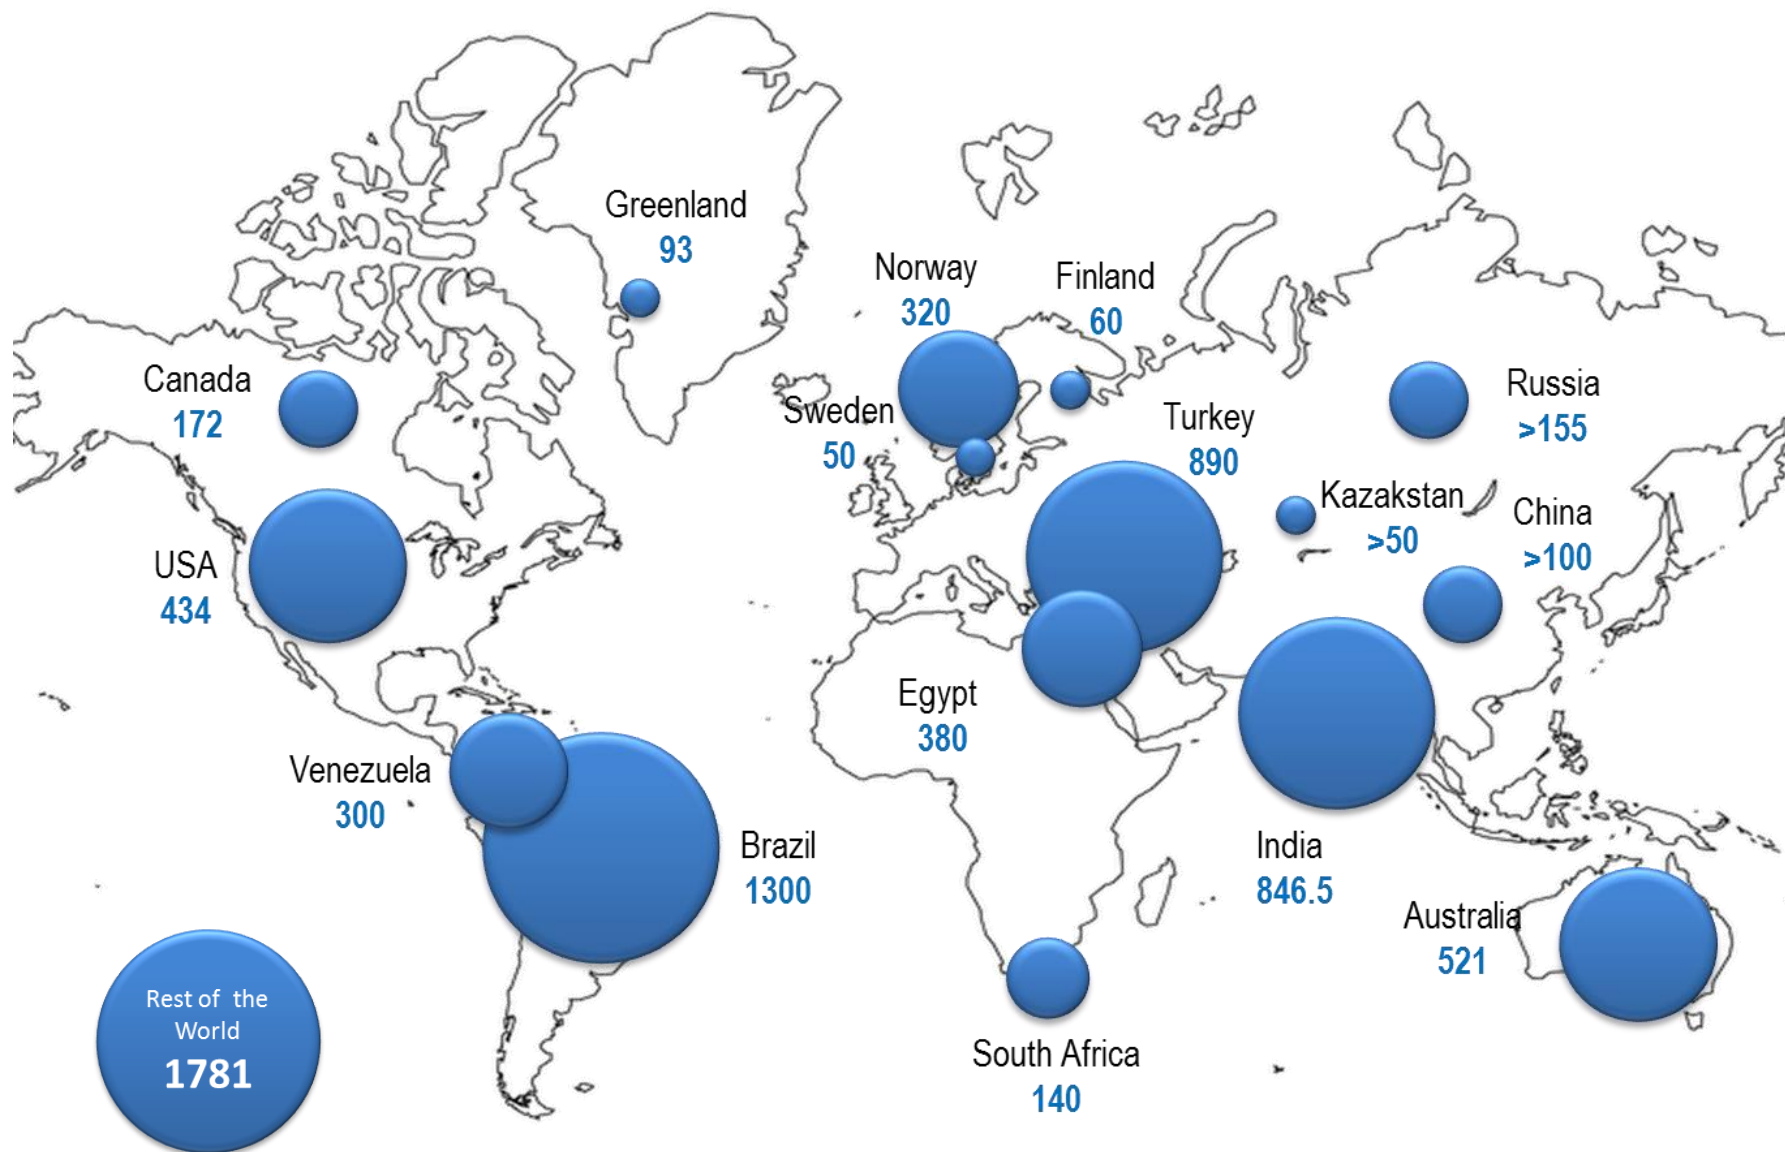 Greenland
93
Norway
320
Finland
60
Canada
172
Sweden
50
Turkey
890
Russia
>155
Kazakstan
>50
China
>100
USA
434
Egypt
380
Venezuela
300
Brazil
1300
India
846.5
Australia
521
Rest of the
World
1781
South Africa
140